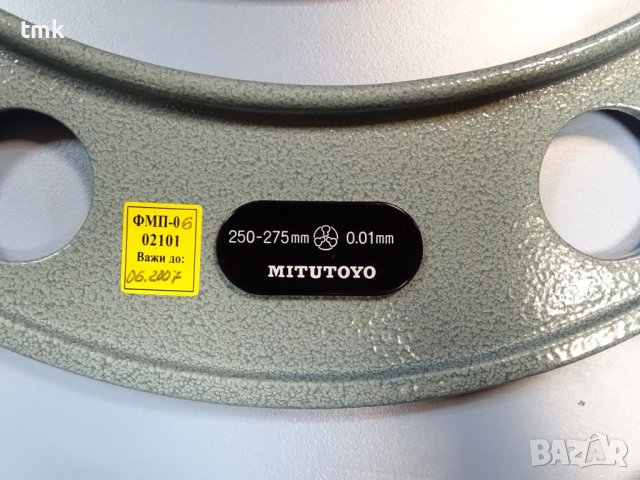 tmk
ФМП-06
02101
Важи до:
06.2007
250-275mm 0.01mm
MITUTOYO
BAZAR